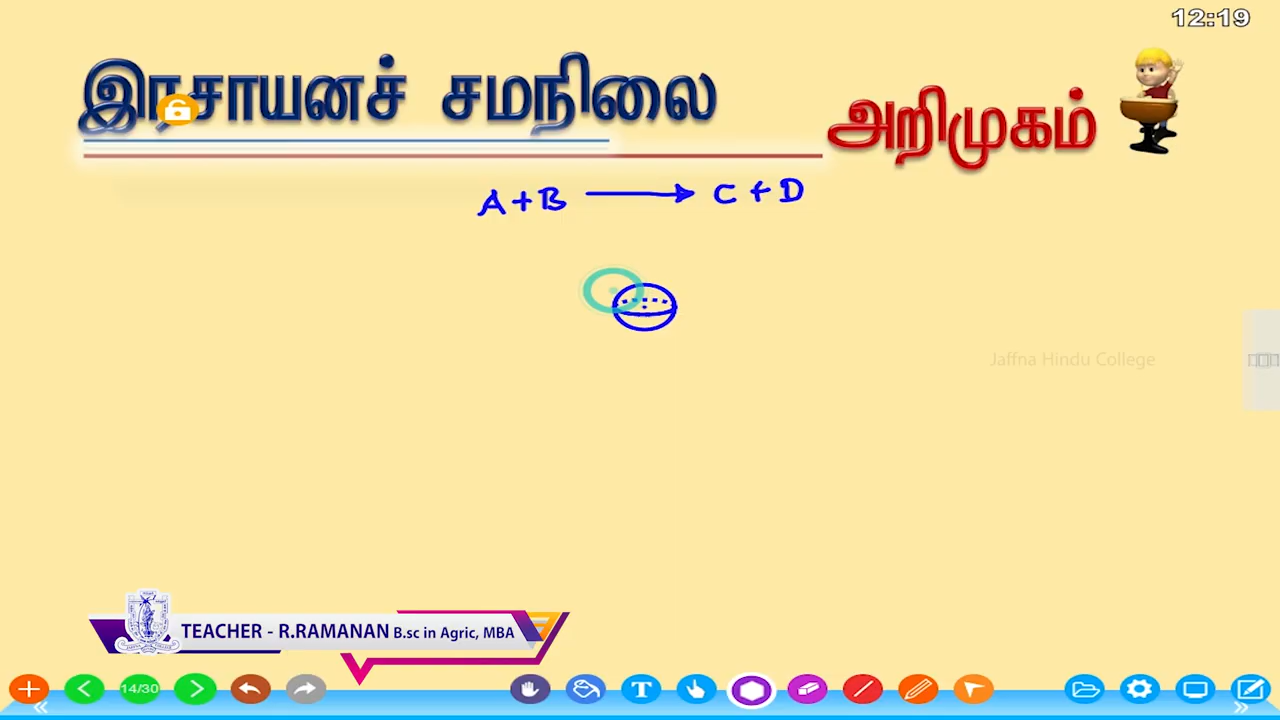 12:19
இரசாயனச் சமநிலை
அறிமுகம்
A+B → C+D
Jaffna Hindu College
TEACHER - R.RAMANAN B.sc in Agric, MBA
14/30
T